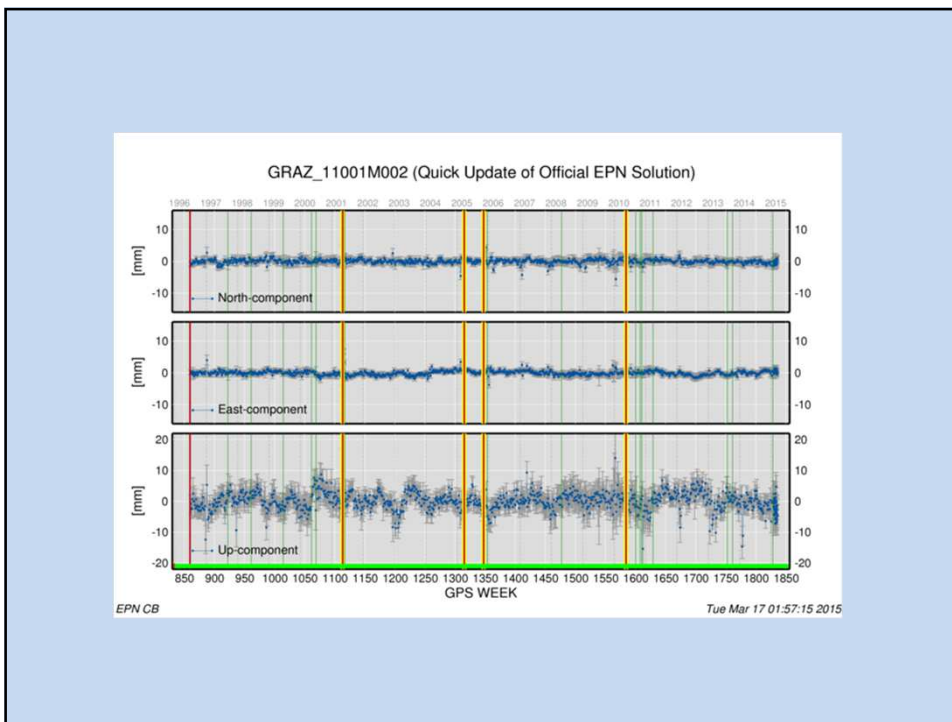 GRAZ_11001M002 (Quick Update of Official EPN Solution)
1996 1997 1998 1999 2000 2001 2002 2003 2004 2005 2006 2007 2008 2009 2010 2011 2012 2013 2014 2015
10 10
[mm] 0 0
-10 -10
North-component
10 10
[mm] 0 0
-10 -10
East-component
20 20
10 10
[mm] 0 0
-10 -10
Up-component
-20 -20
850 900 950 1000 1050 1100 1150 1200 1250 1300 1350 1400 1450 1500 1550 1600 1650 1700 1750 1800 1850
GPS WEEK
EPN CB Tue Mar 17 01:57:15 2015